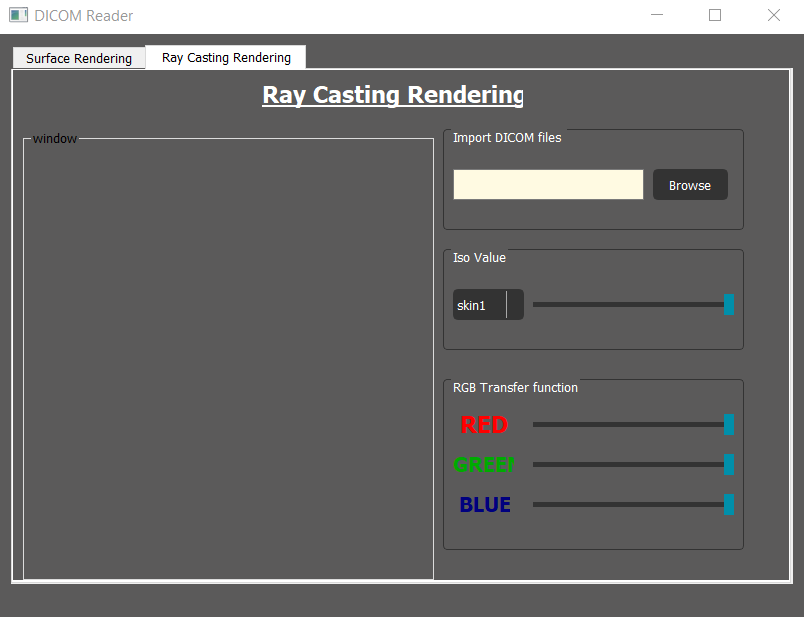 DICOM Reader
Surface Rendering
Ray Casting Rendering
Ray Casting Rendering
window
Import DICOM files
Browse
Iso Value
skin1
RGB Transfer function
RED
GREEN
BLUE